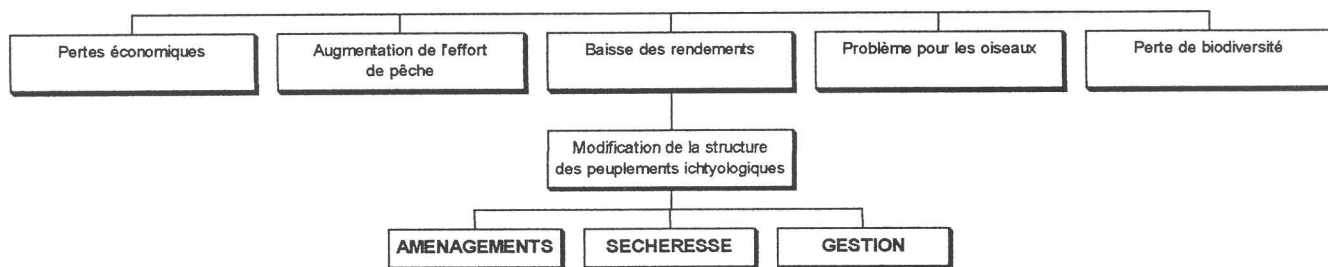 Pertes économiques
Augmentation de l'effort
de pêche
Baisse des rendements
Problème pour les oiseaux
Perte de biodiversité
Modification de la structure
des peuplements ichtyologiques
AMENAGEMENTS
SECHERESSE
GESTION